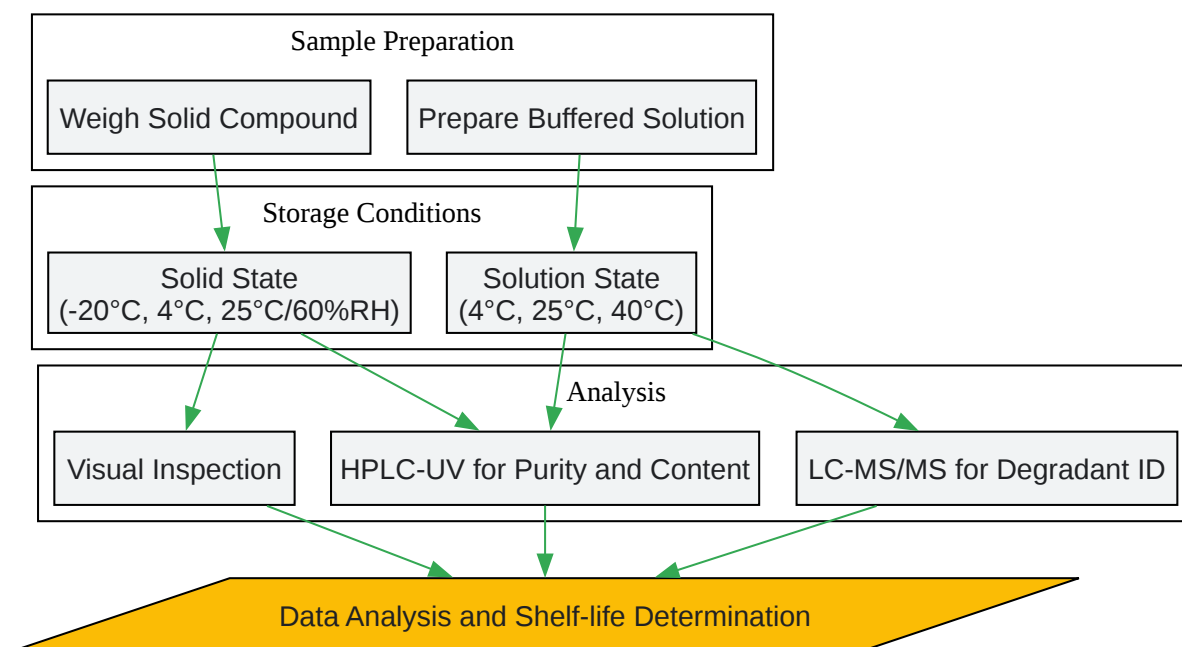 Sample Preparation
Weigh Solid Compound
Prepare Buffered Solution
Storage Conditions
Solid State
(-20°C, 4°C, 25°C/60%RH)
Solution State
(4°C, 25°C, 40°C)
Analysis
Visual Inspection
HPLC-UV for Purity and Content
LC-MS/MS for Degradant ID
Data Analysis and Shelf-life Determination